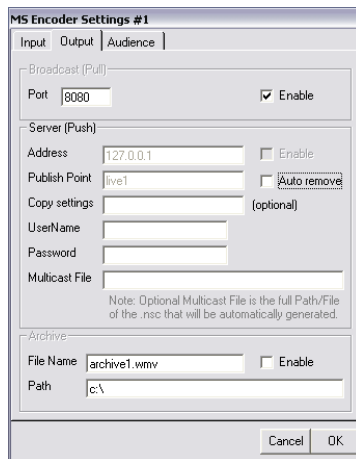 MS Encoder Settings #1
Input Output Audience
Broadcast (Pull)
Port 8080 Enable
Server (Push)
Address 127.0.0.1 Enable
Publish Point live1 Auto remove
Copy settings (optional)
UserName
Password
Multicast File
Note: Optional Multicast File is the full Path/File
of the .nsc that will be automatically generated.
Archive
File Name archive1.wmv Enable
Path c:\
Cancel OK